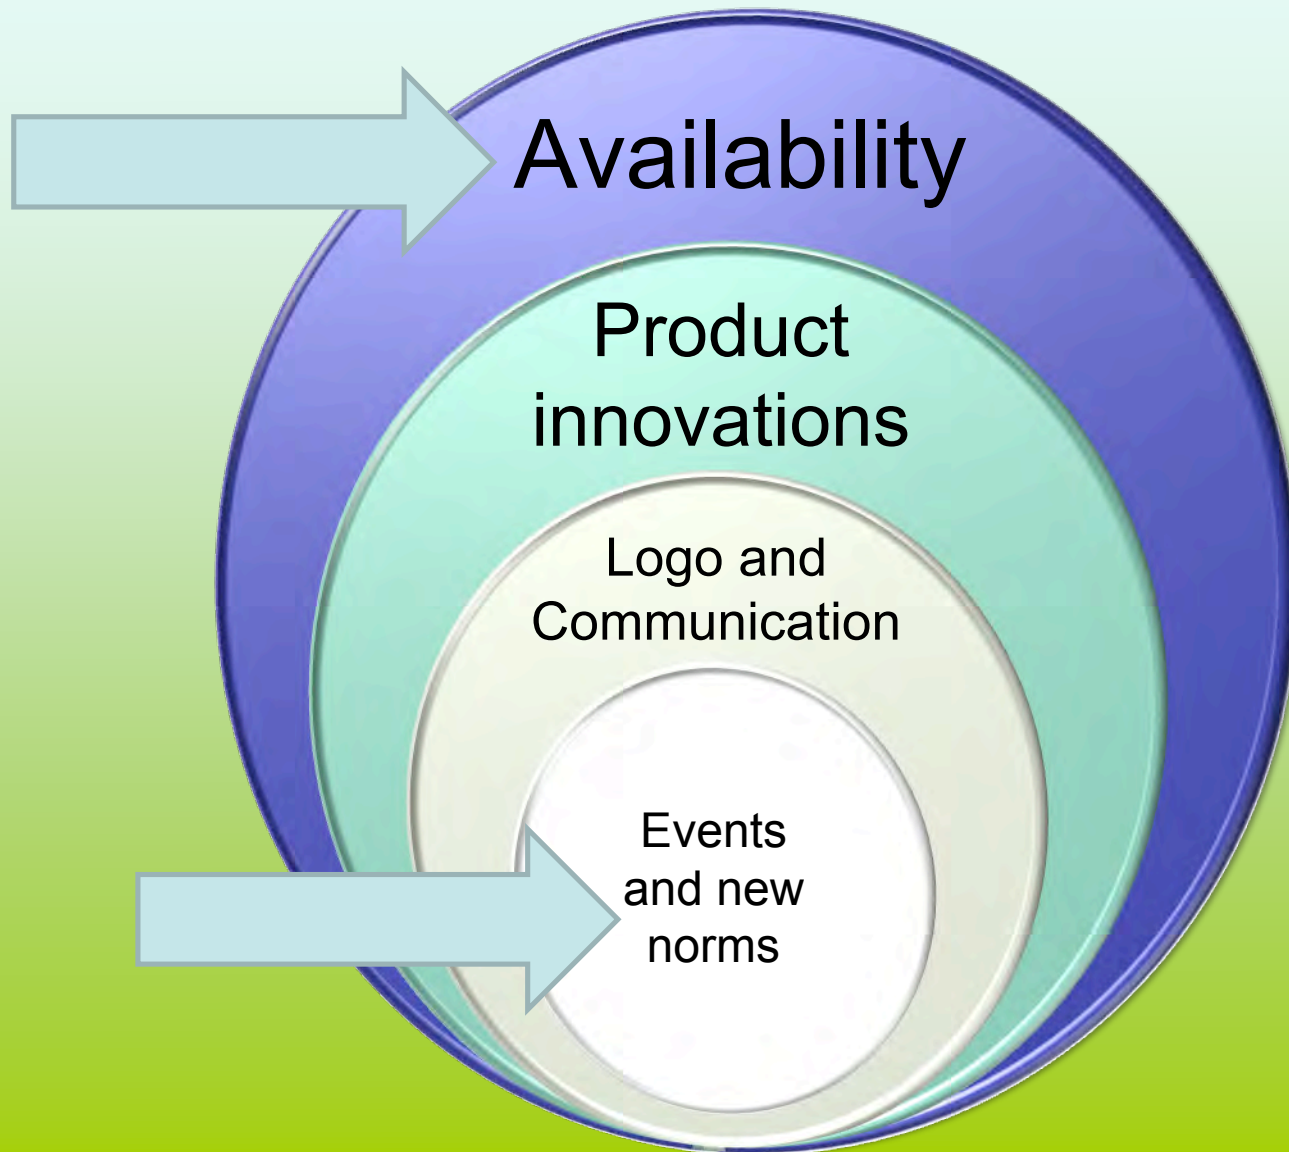 Availability
Product
innovations
Logo and
Communication
Events
and new
norms